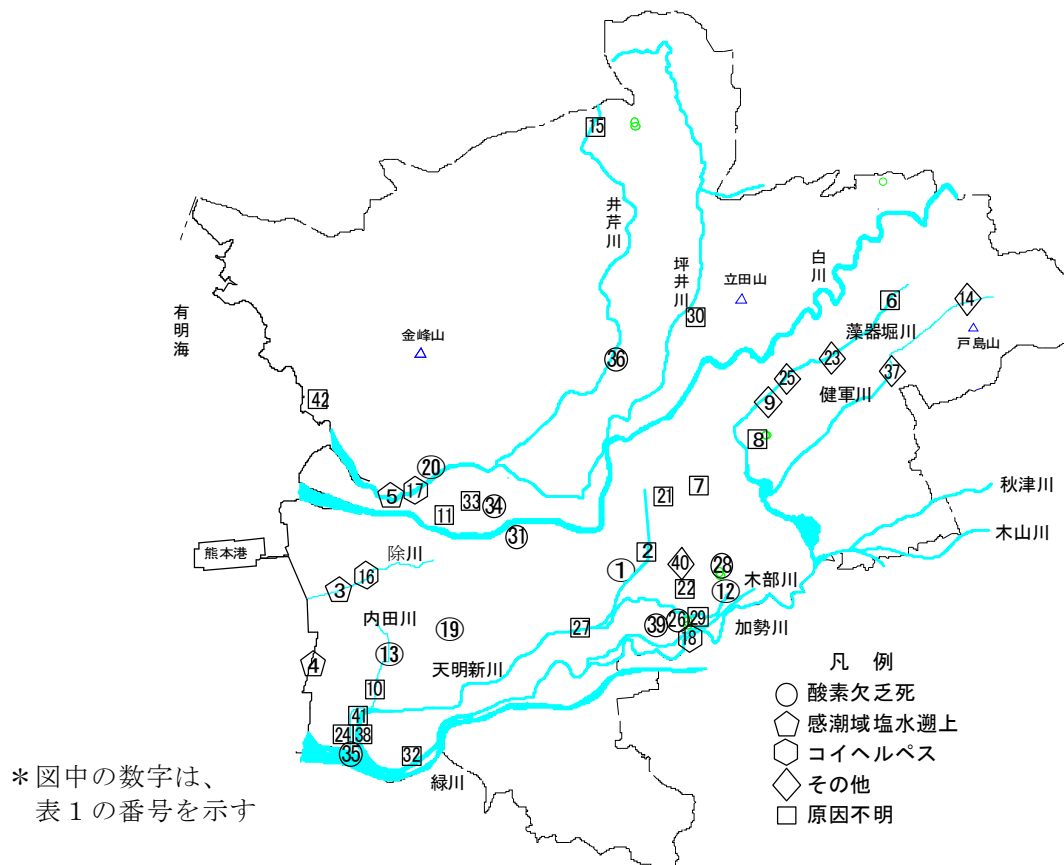 15
井芹川
坪井川
立田山
白川
有明海
金峰山
30
6
14
藻器堀川
戸島山
36
23
37
25
健軍川
42
9
8
20
5
17
7
21
秋津川
11
33
34
木山川
31
熊本港
除川
2
16
1
40
28
木部川
3
22
12
内田川
19
27
39
26
29
加勢川
18
4
13
天明新川
10
41
24
38
35
32
緑川
凡 例
酸素欠乏死
感潮域塩水遡上
コイヘルペス
その他
原因不明
＊図中の数字は、
表１の番号を示す